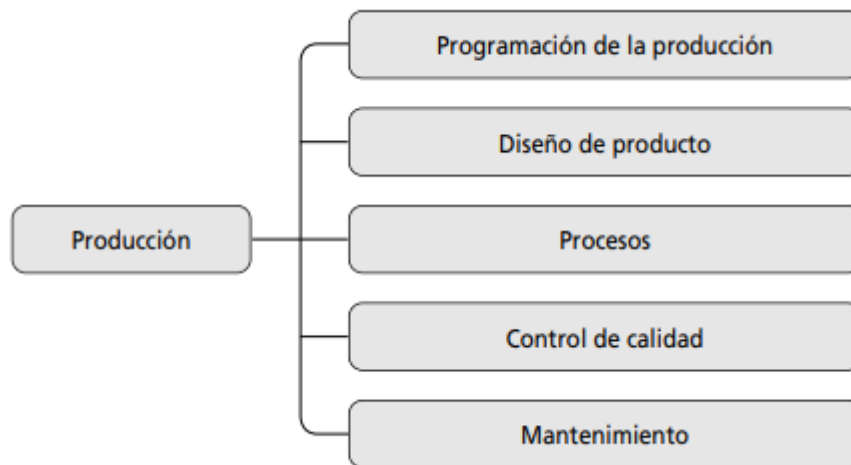 Programación de la producción
Diseño de producto
Producción
Procesos
Control de calidad
Mantenimiento